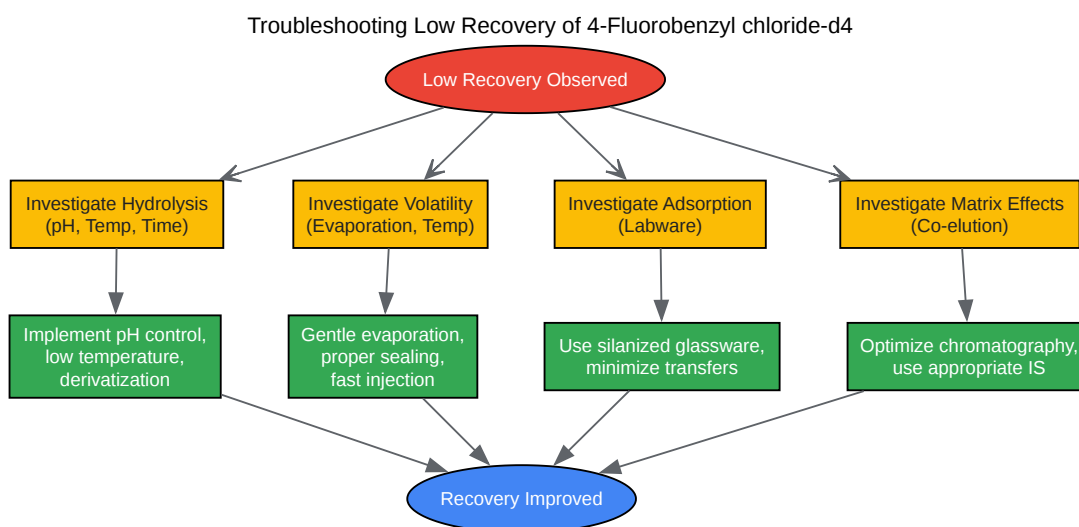 Troubleshooting Low Recovery of 4-Fluorobenzyl chloride-d4
Low Recovery Observed
Investigate Hydrolysis
(pH, Temp, Time)
Investigate Volatility
(Evaporation, Temp)
Investigate Adsorption
(Labware)
Investigate Matrix Effects
(Co-elution)
Implement pH control,
low temperature,
derivatization
Gentle evaporation,
proper sealing,
fast injection
Use silanized glassware,
minimize transfers
Optimize chromatography,
use appropriate IS
Recovery Improved